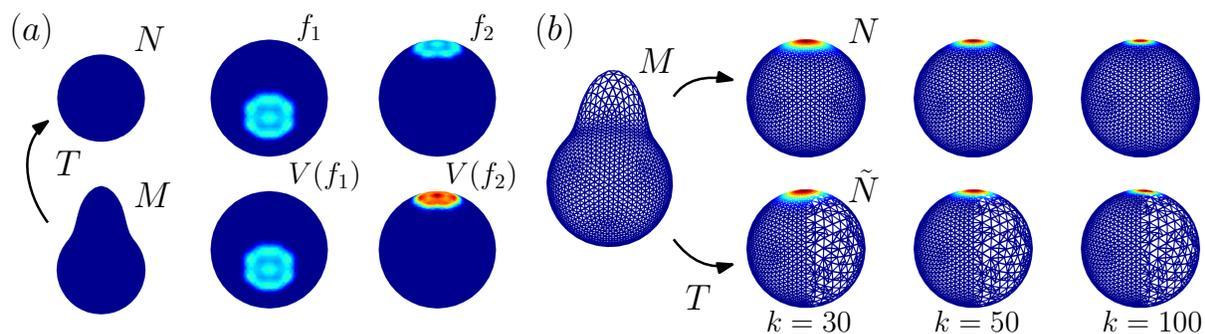 (a)
N
f₁
f₂
T
M
V(f₁)
V(f₂)
(b)
M
N
Ñ
T
k = 30
k = 50
k = 100